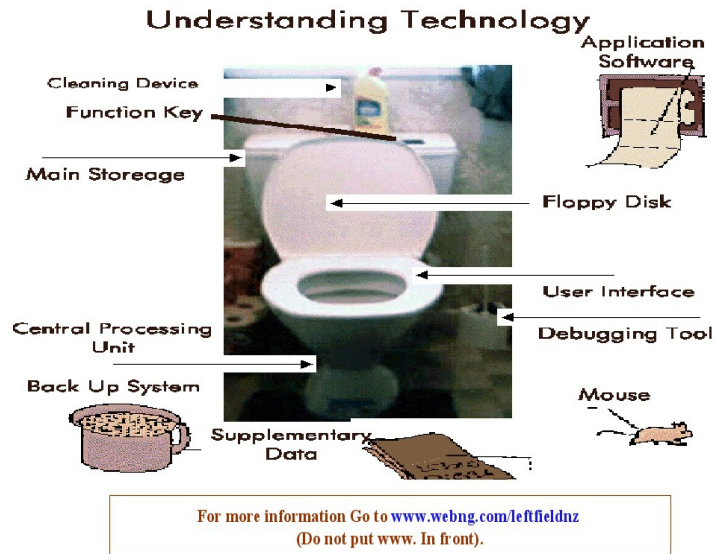 Understanding Technology
Application
Software
Cleaning Device
Function Key
Main Storeage
Floppy Disk
User Interface
Central Processing
Unit
Debugging Tool
Back Up System
Mouse
Supplementary
Data
For more information Go to www.webng.com/leftfieldnz
(Do not put www. In front).